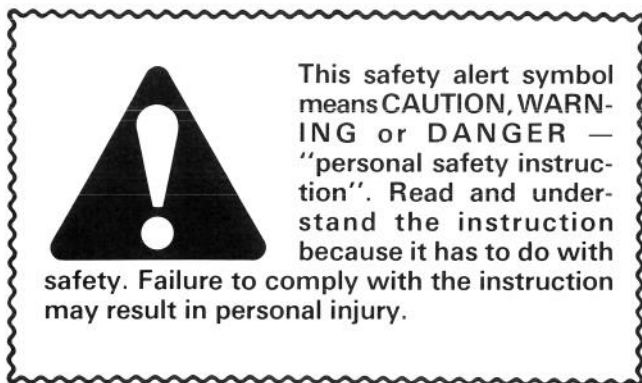 This safety alert symbol
means CAUTION, WARN-
ING or DANGER —
"personal safety instruc-
tion". Read and under-
stand the instruction
because it has to do with
safety. Failure to comply with the instruction
may result in personal injury.